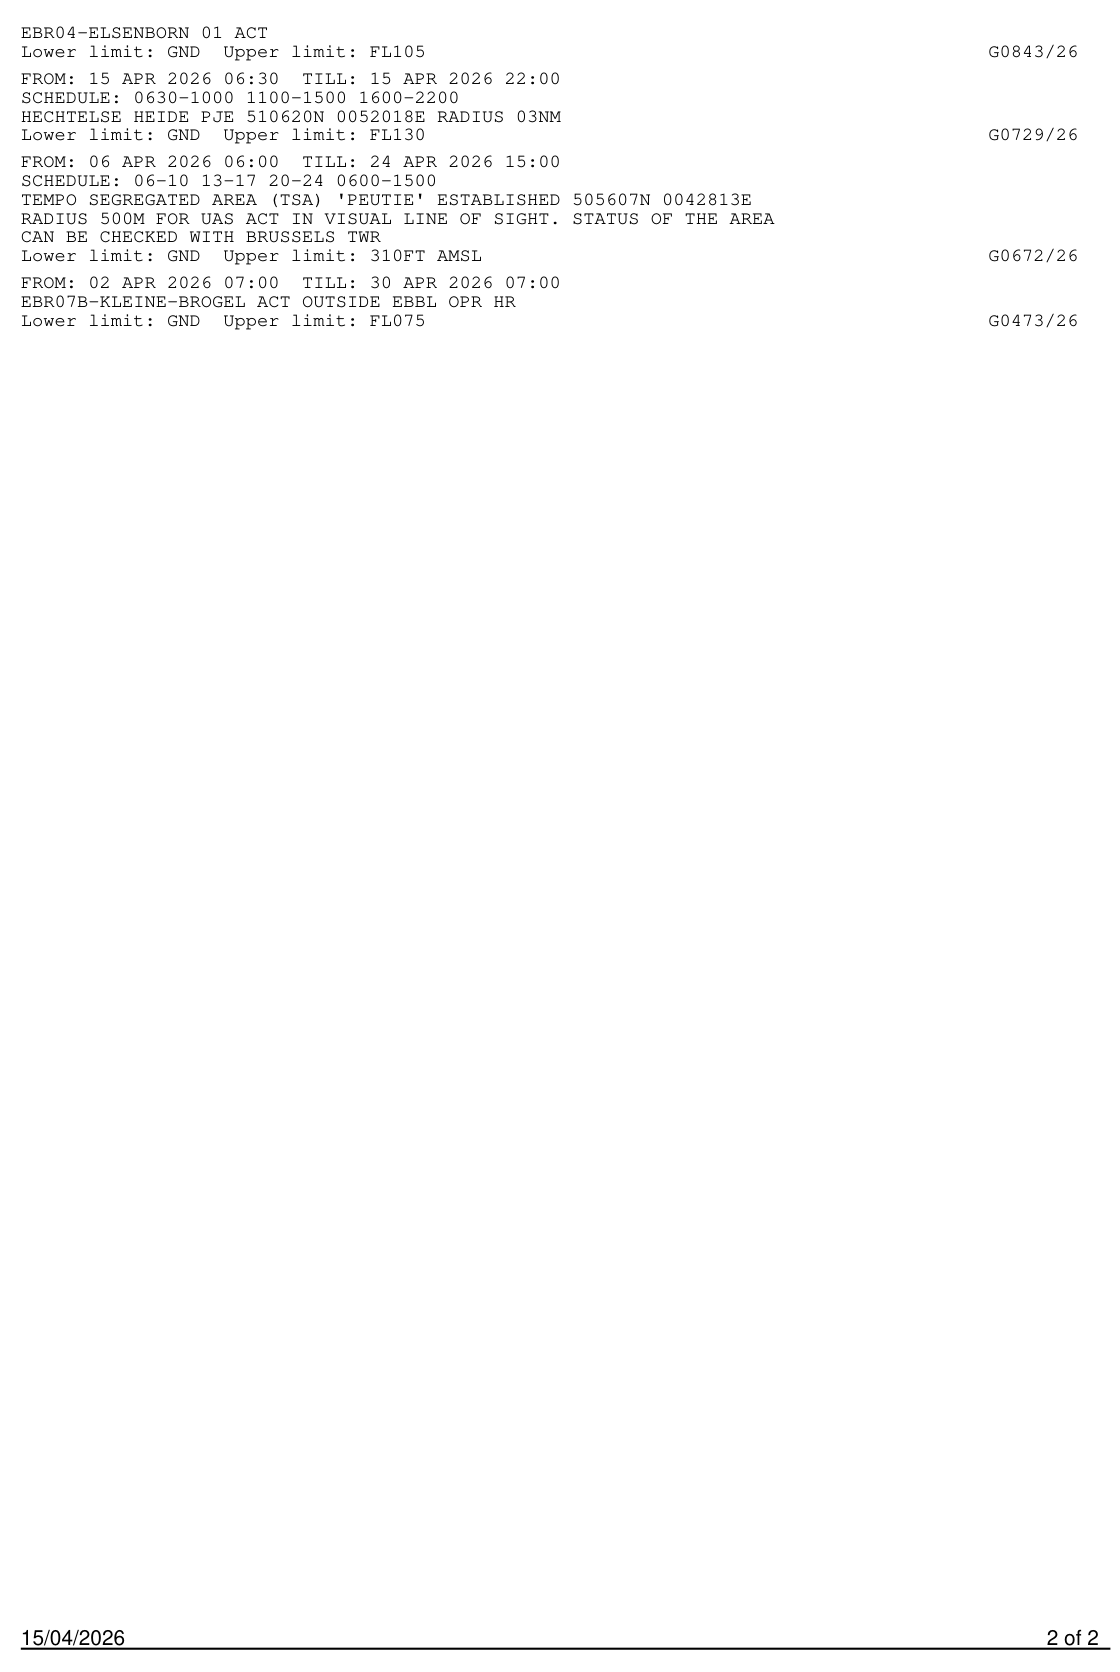 EBR04-ELSENBORN 01 ACT
Lower limit: GND  Upper limit: FL105 G0843/26
FROM: 15 APR 2026 06:30  TILL: 15 APR 2026 22:00
SCHEDULE: 0630-1000 1100-1500 1600-2200
HECHTELSE HEIDE PJE 510620N 0052018E RADIUS 03NM
Lower limit: GND  Upper limit: FL130 G0729/26
FROM: 06 APR 2026 06:00  TILL: 24 APR 2026 15:00
SCHEDULE: 06-10 13-17 20-24 0600-1500
TEMPO SEGREGATED AREA (TSA) 'PEUTIE' ESTABLISHED 505607N 0042813E
RADIUS 500M FOR UAS ACT IN VISUAL LINE OF SIGHT. STATUS OF THE AREA
CAN BE CHECKED WITH BRUSSELS TWR
Lower limit: GND  Upper limit: 310FT AMSL G0672/26
FROM: 02 APR 2026 07:00  TILL: 30 APR 2026 07:00
EBR07B-KLEINE-BROGEL ACT OUTSIDE EBBL OPR HR
Lower limit: GND  Upper limit: FL075 G0473/26
15/04/2026 2 of 2